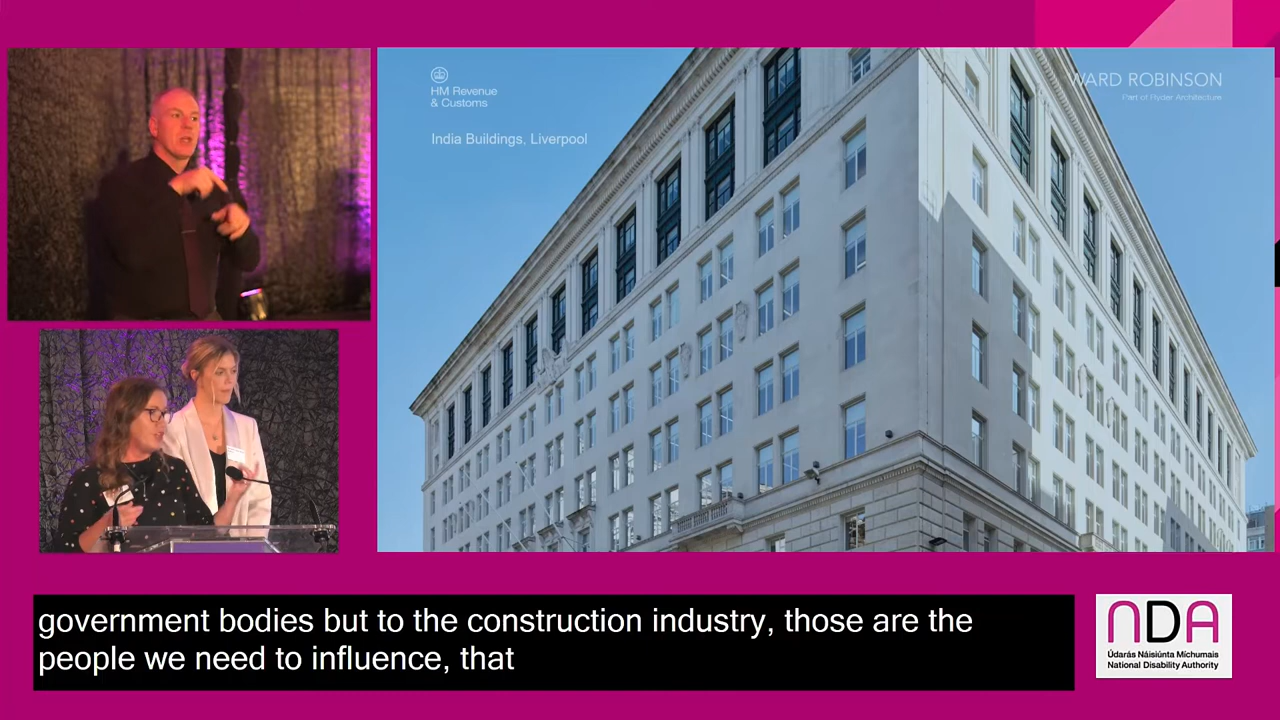 HM Revenue
& Customs
India Buildings, Liverpool
WARD ROBINSON
Part of Ryder Architecture
government bodies but to the construction industry, those are the
people we need to influence, that
NDA
Údarás Náisiúnta Míchumais
National Disability Authority